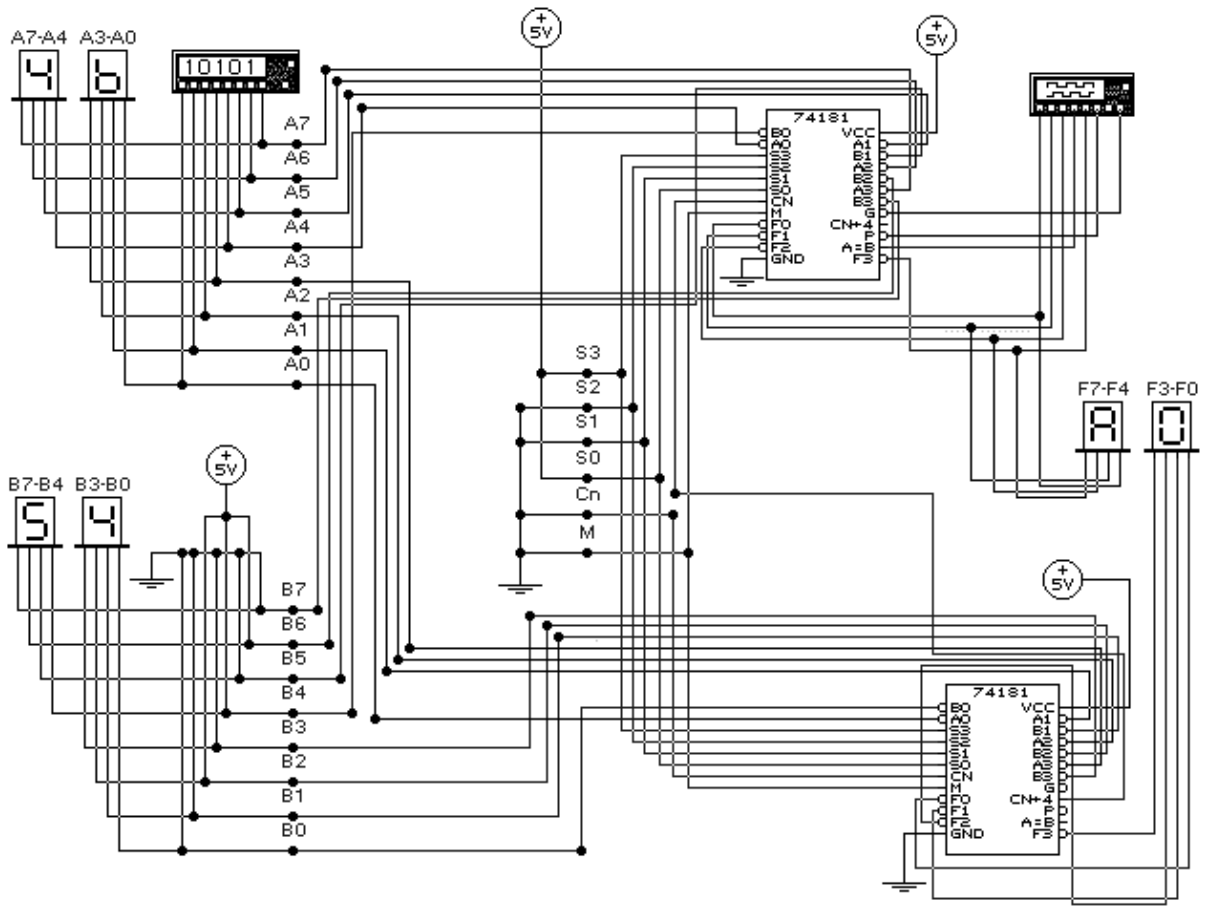 +
5V
+
5V
A7-A4 A3-A0
4 b
10101
A7
A6
A5
A4
A3
A2
A1
A0
74181
B0 VCC
A0 A1
S3 B1
S2 A2
S1 B2
S0 A3
CN B3
M G
F0 CN+4
F1 P
F2 A=B
GND F3
S3
S2
S1
S0
Cn
M
F7-F4 F3-F0
A 0
+
5V
B7-B4 B3-B0
5 4
B7
B6
B5
B4
B3
B2
B1
B0
+
5V
74181
B0 VCC
A0 A1
S3 B1
S2 A2
S1 B2
S0 A3
CN B3
M G
F0 CN+4
F1 P
F2 A=B
GND F3